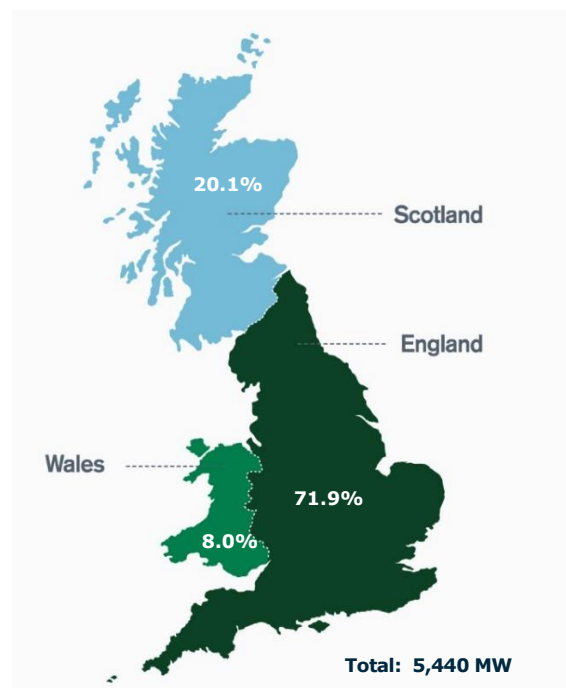 20.1%
Scotland
England
Wales
71.9%
8.0%
Total: 5,440 MW